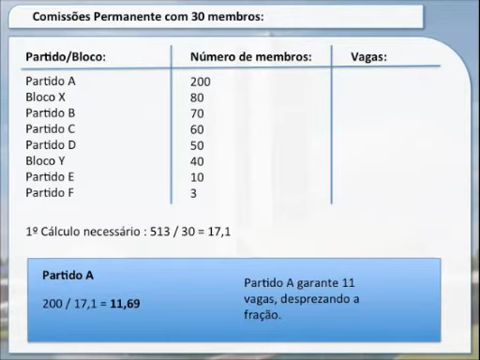 Comissões Permanente com 30 membros:
Partido/Bloco: Número de membros: Vagas:
Partido A 200
Bloco X 80
Partido B 70
Partido C 60
Partido D 50
Bloco Y 40
Partido E 10
Partido F 3
1º Cálculo necessário : 513 / 30 = 17,1
Partido A
200 / 17,1 = 11,69
Partido A garante 11
vagas, desprezando a
fração.